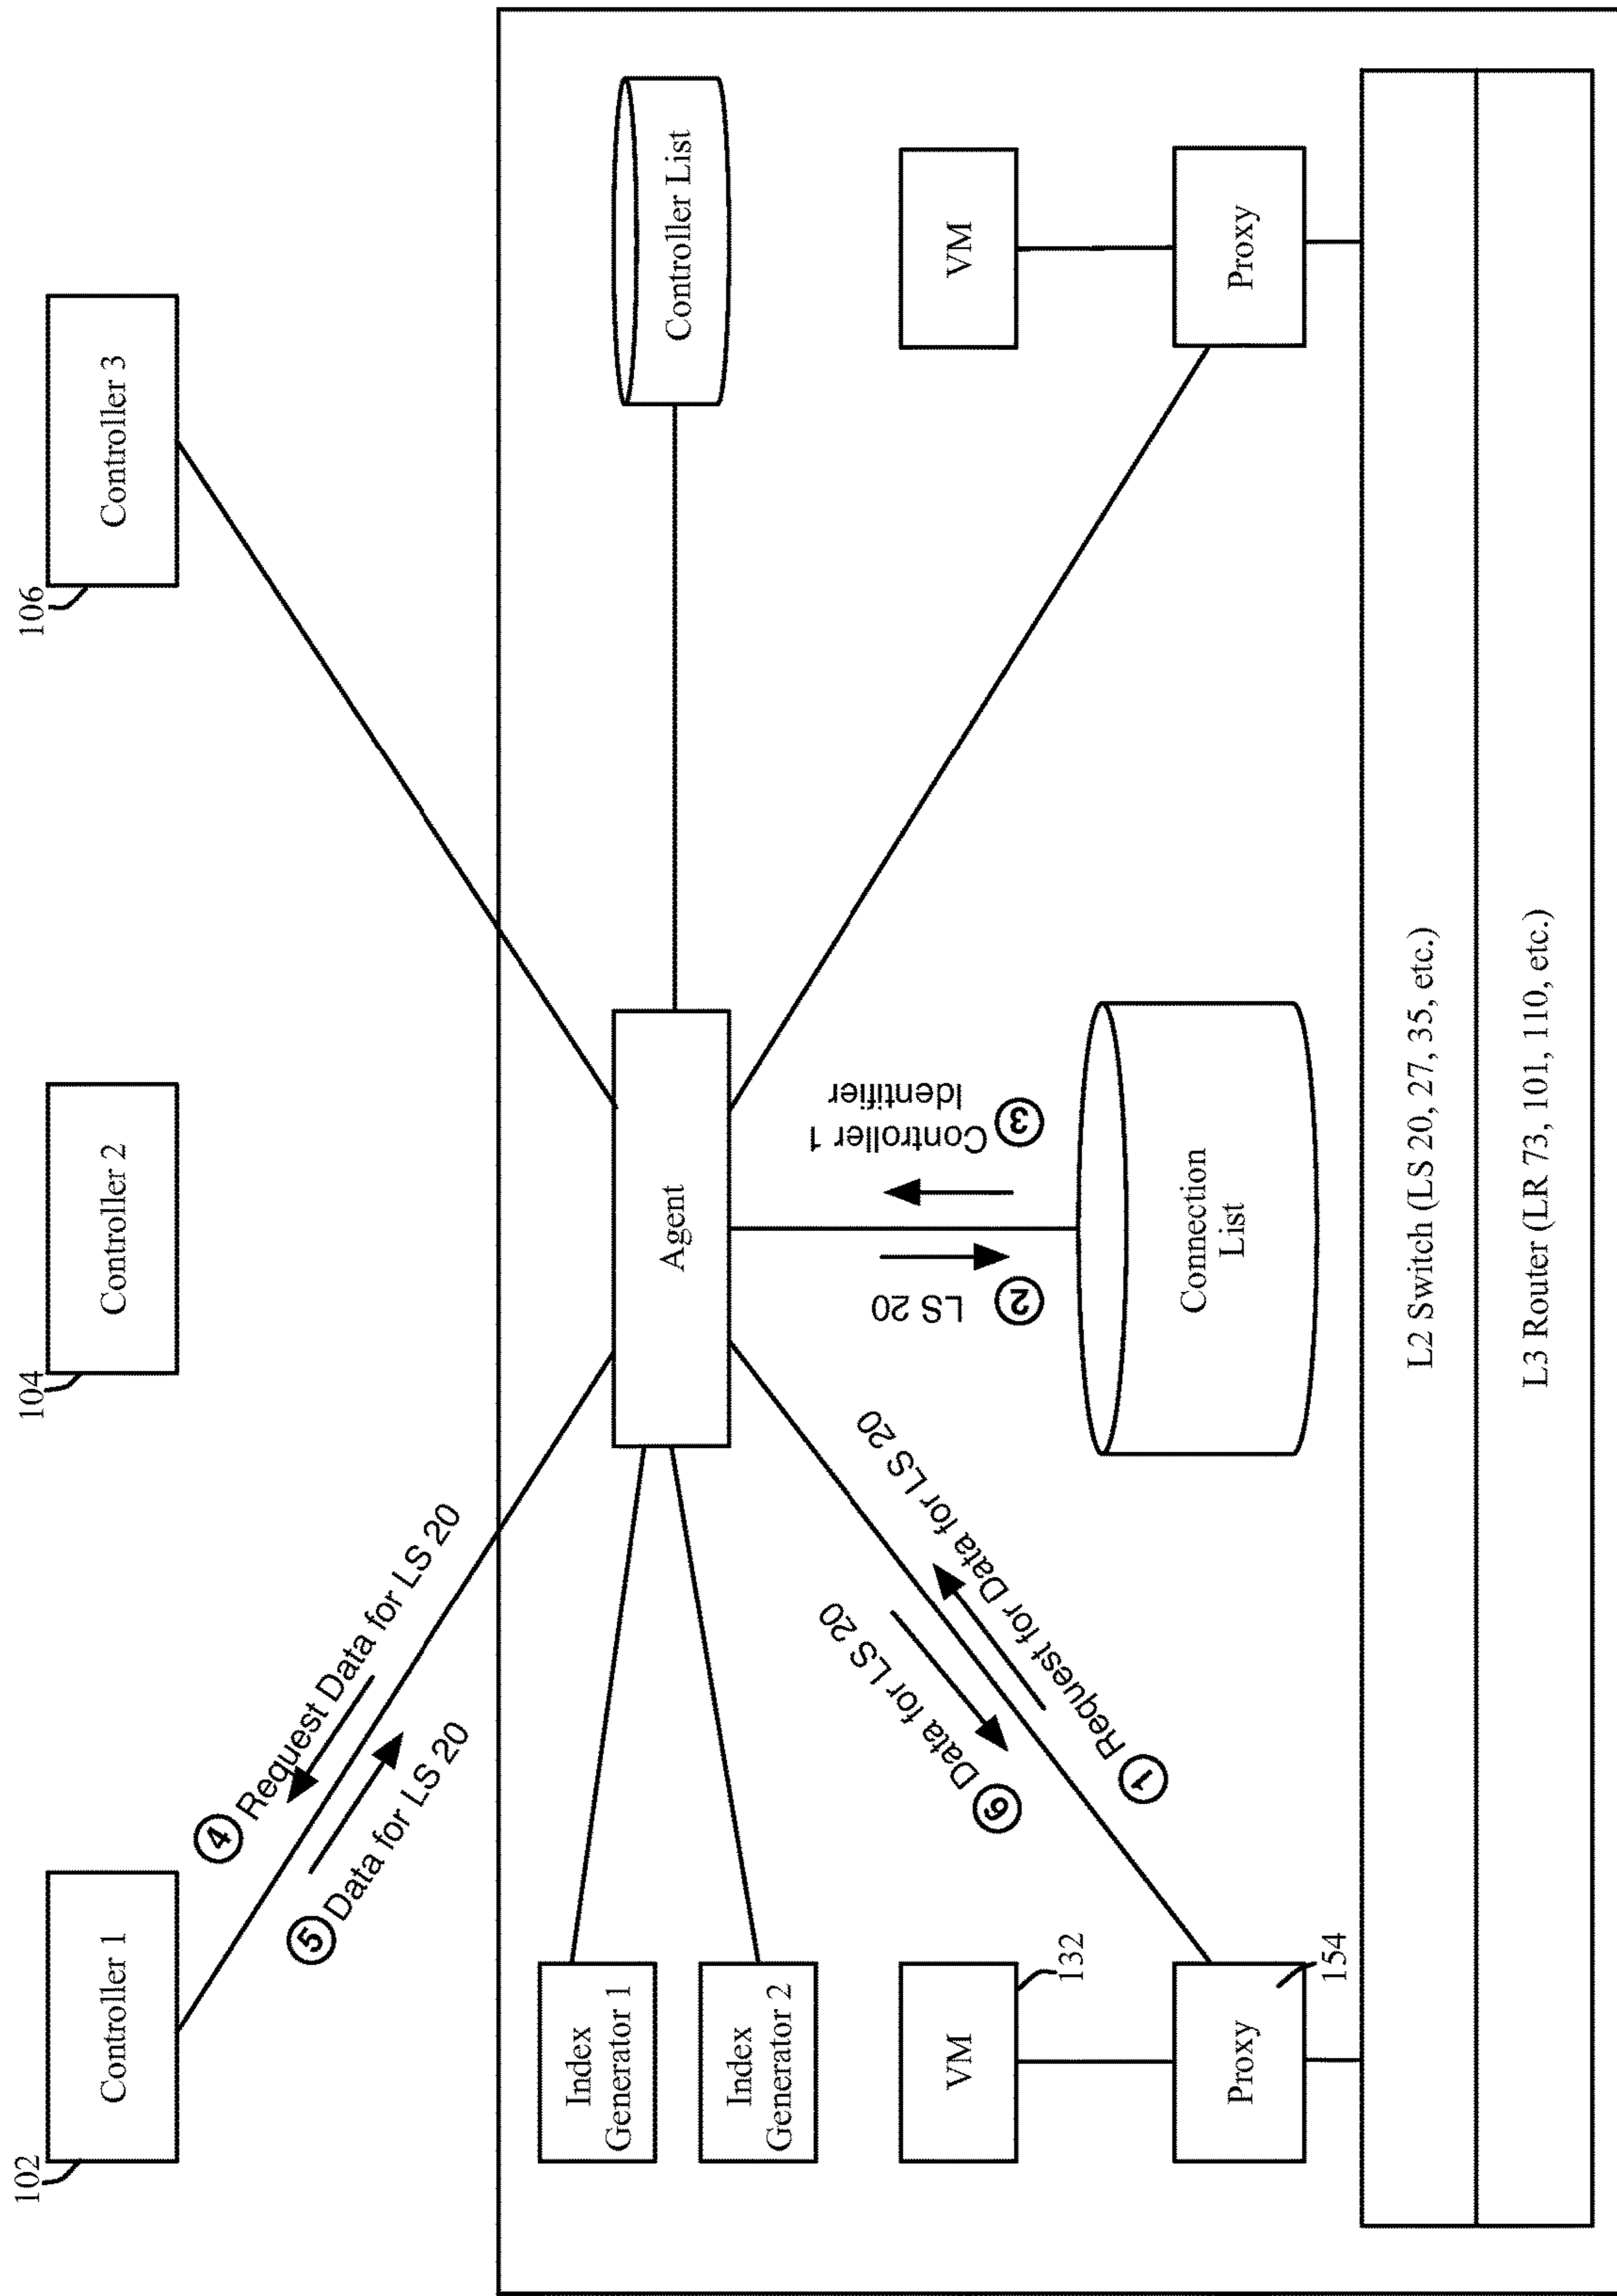 102
Controller 1
104
Controller 2
106
Controller 3
④ Request Data for LS 20
⑤ Data for LS 20
Index
Generator 1
Index
Generator 2
Agent
Controller List
② LS 20
③ Controller 1
Identifier
⑥ Data for LS 20
① Request for Data for LS 20
VM
132
Proxy
154
Connection
List
VM
Proxy
L2 Switch (LS 20, 27, 35, etc.)
L3 Router (LR 73, 101, 110, etc.)